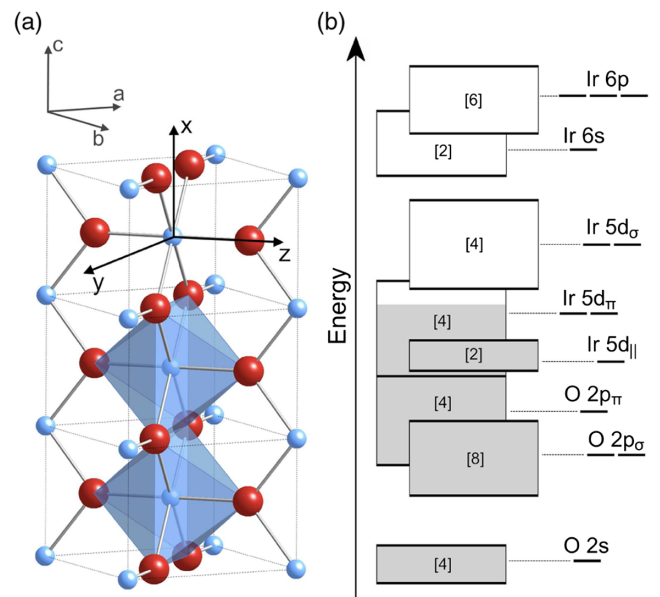 (a)
c
a
b
x
y
z
(b)
Energy
[6]
Ir 6p
[2]
Ir 6s
[4]
Ir 5dσ
Ir 5dπ
[4]
[2]
Ir 5d||
[4]
O 2pπ
[8]
O 2pσ
[4]
O 2s